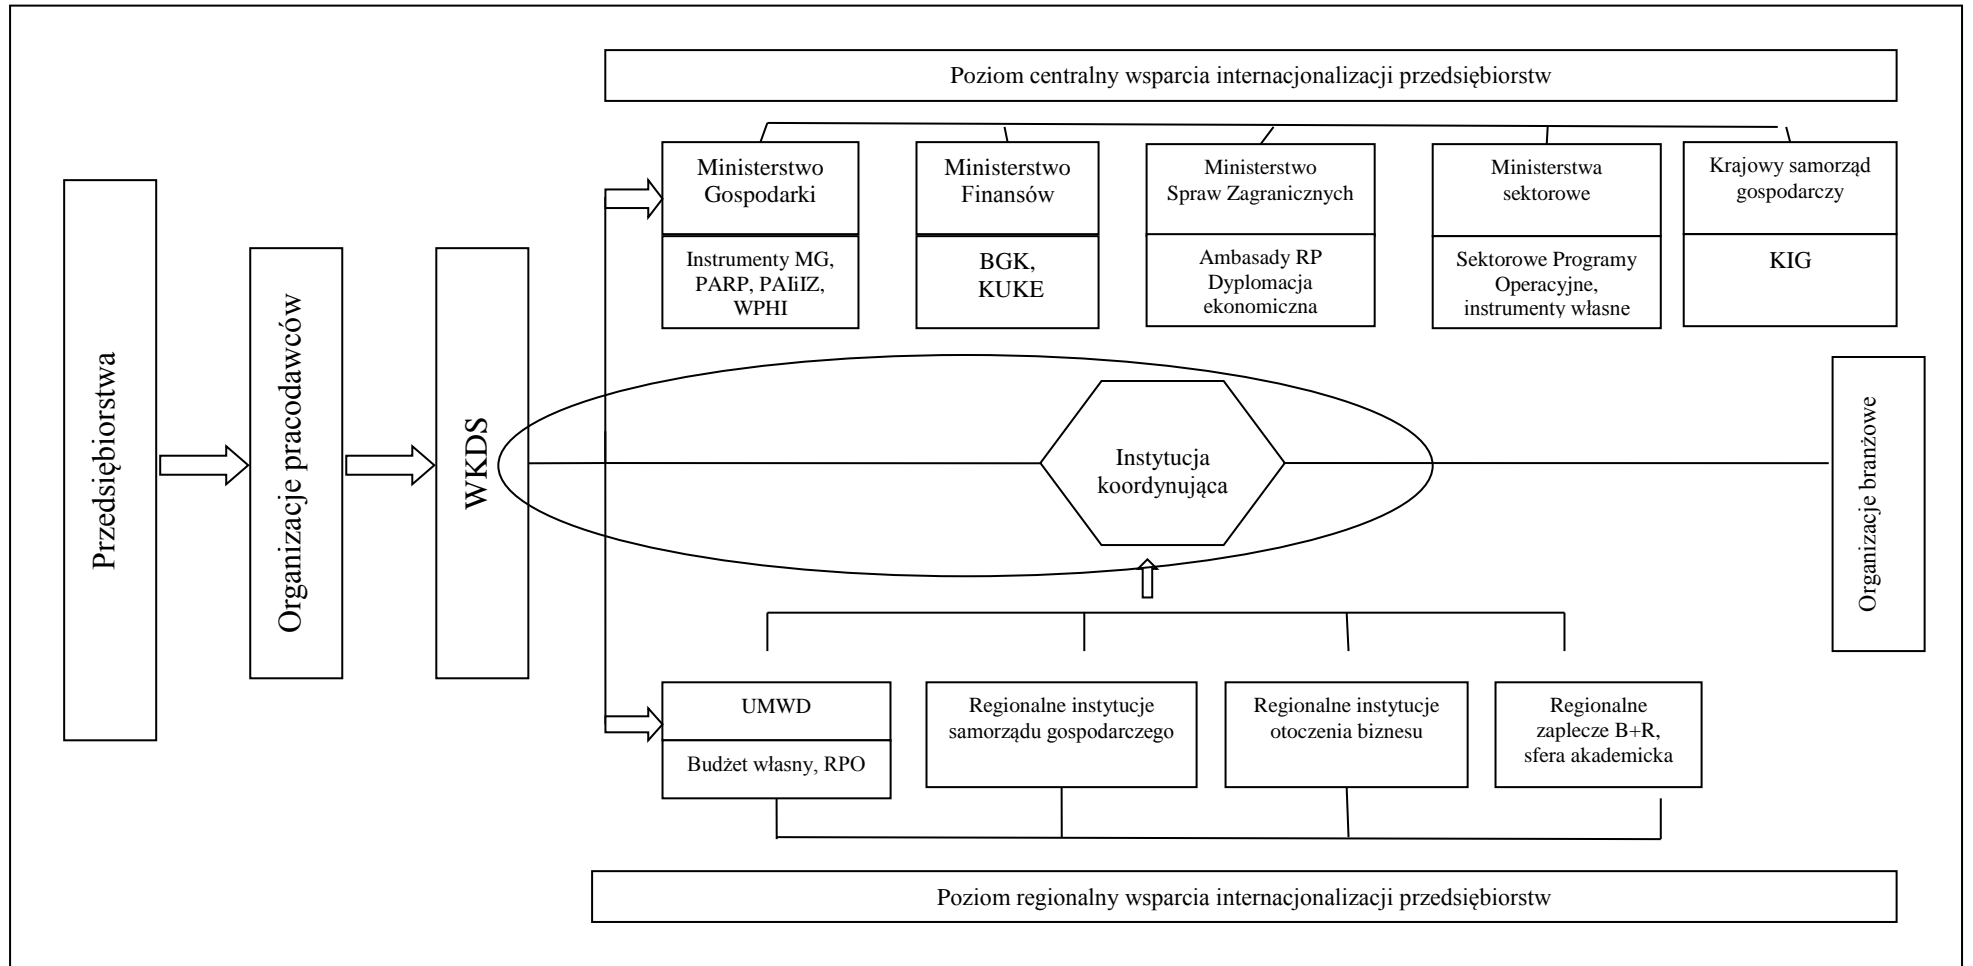 Poziom centralny wsparcia internacjonalizacji przedsiębiorstw
Ministerstwo
Gospodarki
Instrumenty MG,
PARP, PAIiIZ,
WPHI
Ministerstwo
Finansów
BGK,
KUKE
Ministerstwo
Spraw Zagranicznych
Ambasady RP
Dyplomacja
ekonomiczna
Ministerstwa
sektorowe
Sektorowe Programy
Operacyjne,
instrumenty własne
Krajowy samorząd
gospodarczy
KIG
Przedsiębiorstwa
Organizacje pracodawców
WKDS
Instytucja
koordynująca
Organizacje branżowe
UMWD
Budżet własny, RPO
Regionalne instytucje
samorządu gospodarczego
Regionalne instytucje
otoczenia biznesu
Regionalne
zaplecze B+R,
sfera akademicka
Poziom regionalny wsparcia internacjonalizacji przedsiębiorstw